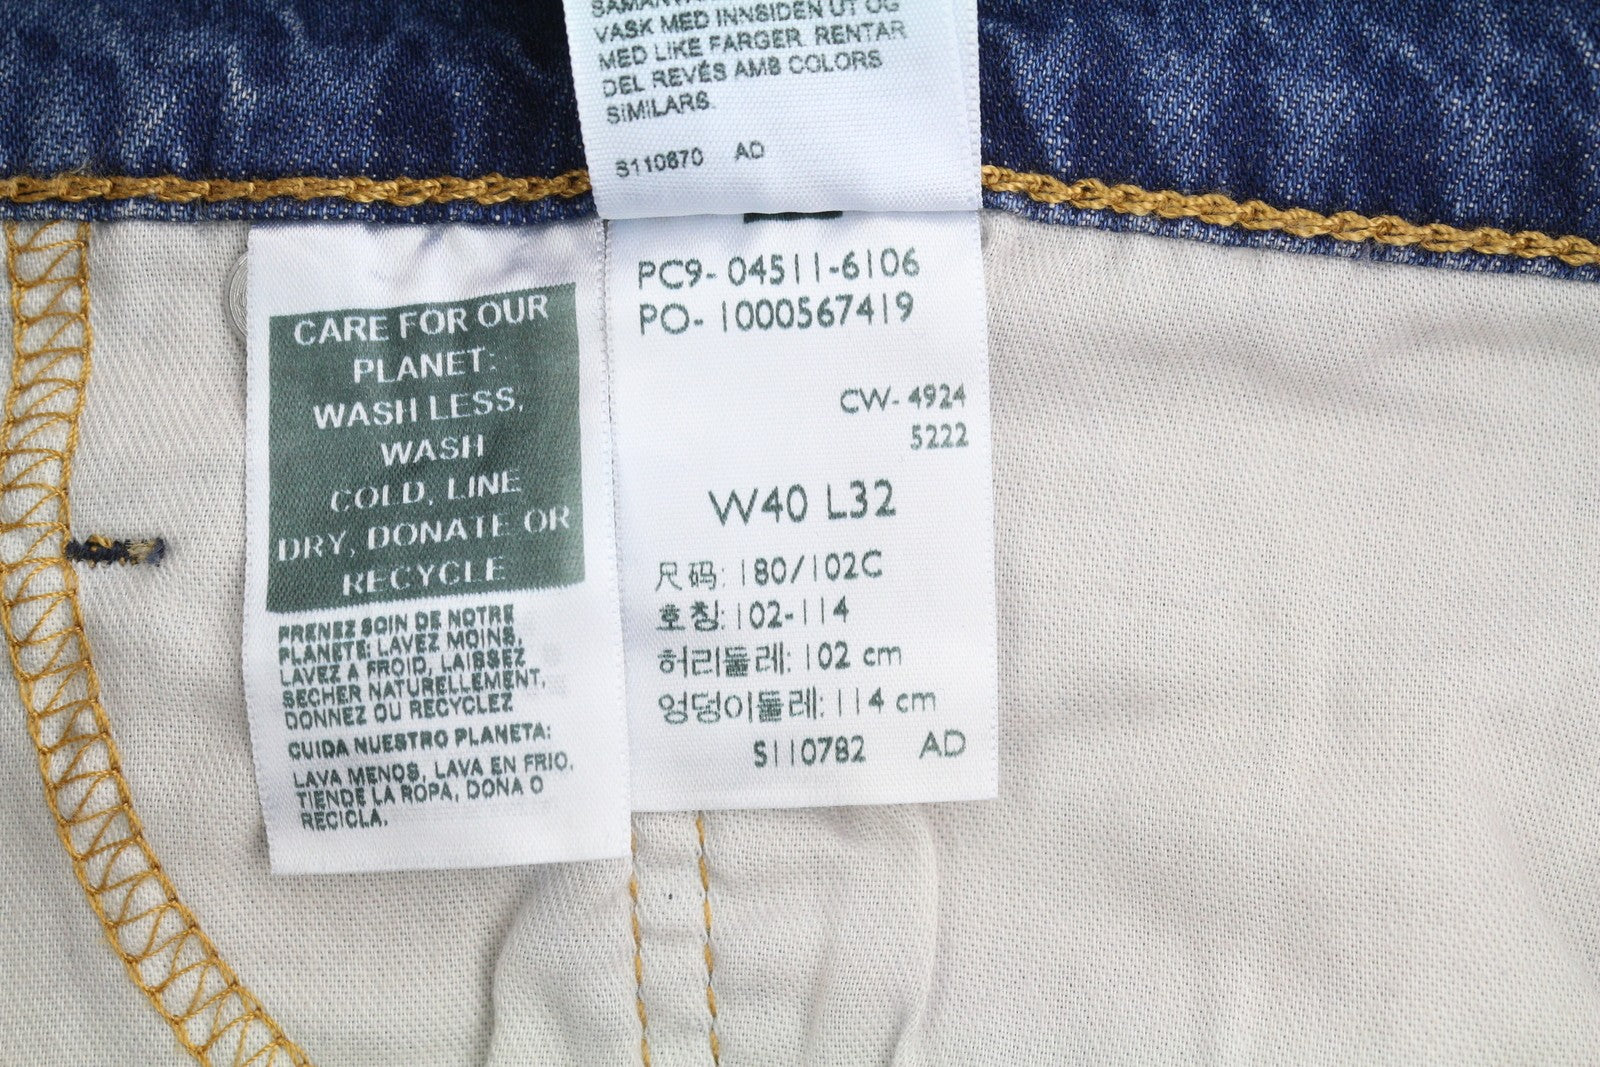 VASK MED INNSIDEN UT OG
MED LIKE FARGER. RENTAR
DEL REVÉS AMB COLORS
SIMILARS.
S110870 AD
CARE FOR OUR
PLANET:
WASH LESS,
WASH
COLD, LINE
DRY, DONATE OR
RECYCLE
PRENEZ SOIN DE NOTRE
PLANETE: LAVEZ MOINS,
LAVEZ A FROID, LAISSEZ
SECHER NATURELLEMENT,
DONNEZ OU RECYCLEZ
CUIDA NUESTRO PLANETA:
LAVA MENOS, LAVA EN FRIO,
TIENDE LA ROPA, DONA O
RECICLA.
PC9- 04511-6106
PO- 1000567419
CW- 4924
5222
W40 L32
尺码: 180/102C
호칭: 102-114
허리둘레: 102 cm
엉덩이둘레: 114 cm
S110782 AD